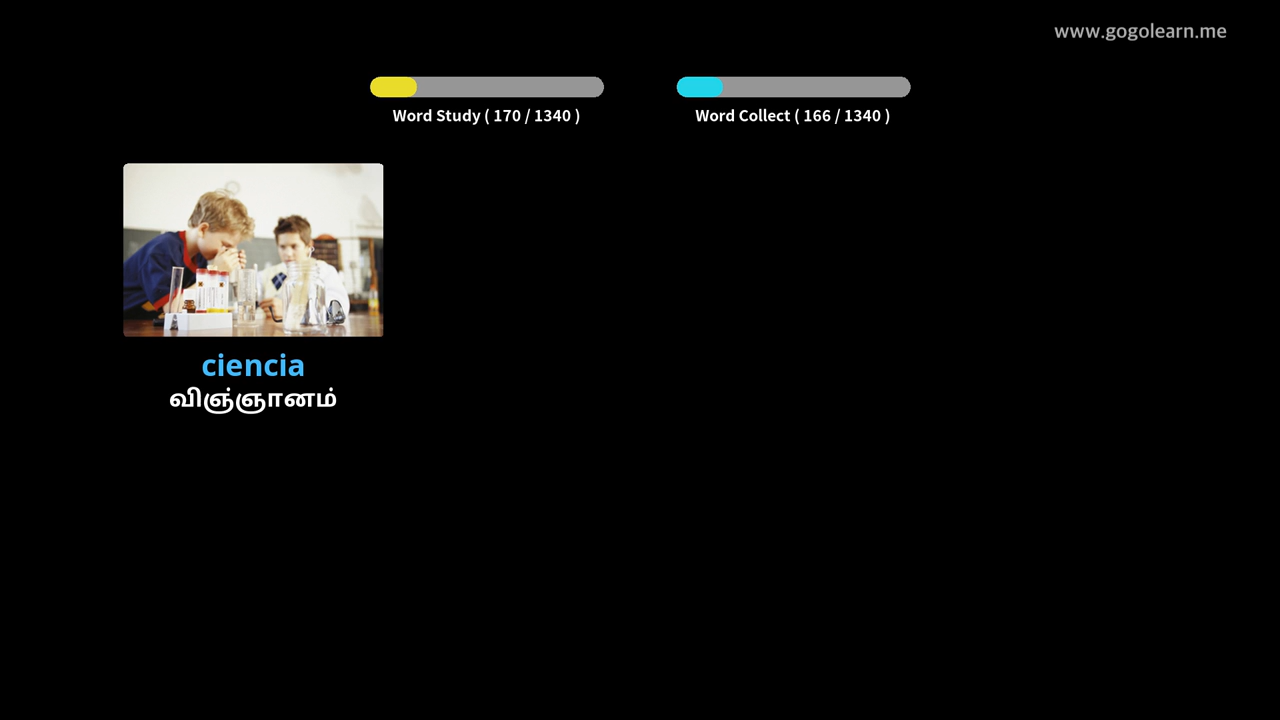 www.gogolearn.me
Word Study ( 170 / 1340 )
Word Collect ( 166 / 1340 )
ciencia
விஞ்ஞானம்